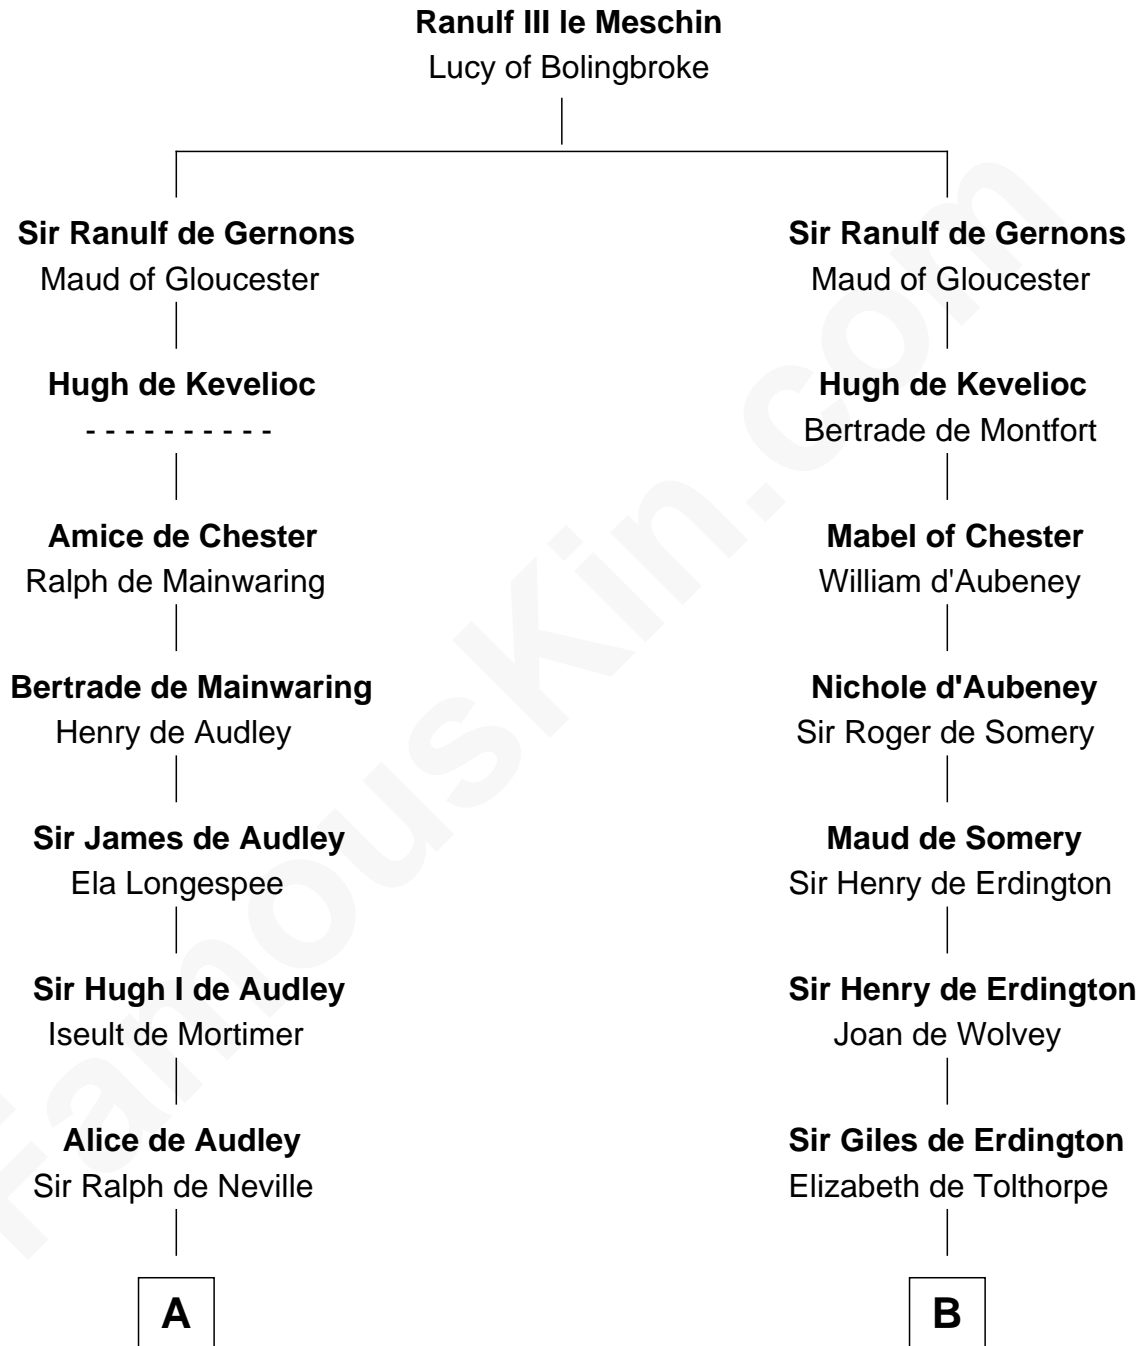 Ranulf III le Meschin
Lucy of Bolingbroke
Sir Ranulf de Gernons
Maud of Gloucester
Sir Ranulf de Gernons
Maud of Gloucester
Hugh de Kevelioc
- - - - - - - - - -
Hugh de Kevelioc
Bertrade de Montfort
Amice de Chester
Ralph de Mainwaring
Mabel of Chester
William d'Aubeney
Bertrade de Mainwaring
Henry de Audley
Nichole d'Aubeney
Sir Roger de Somery
Sir James de Audley
Ela Longespee
Maud de Somery
Sir Henry de Erdington
Sir Hugh I de Audley
Iseult de Mortimer
Sir Henry de Erdington
Joan de Wolvey
Alice de Audley
Sir Ralph de Neville
Sir Giles de Erdington
Elizabeth de Tolthorpe
A
B
FamousKin.com